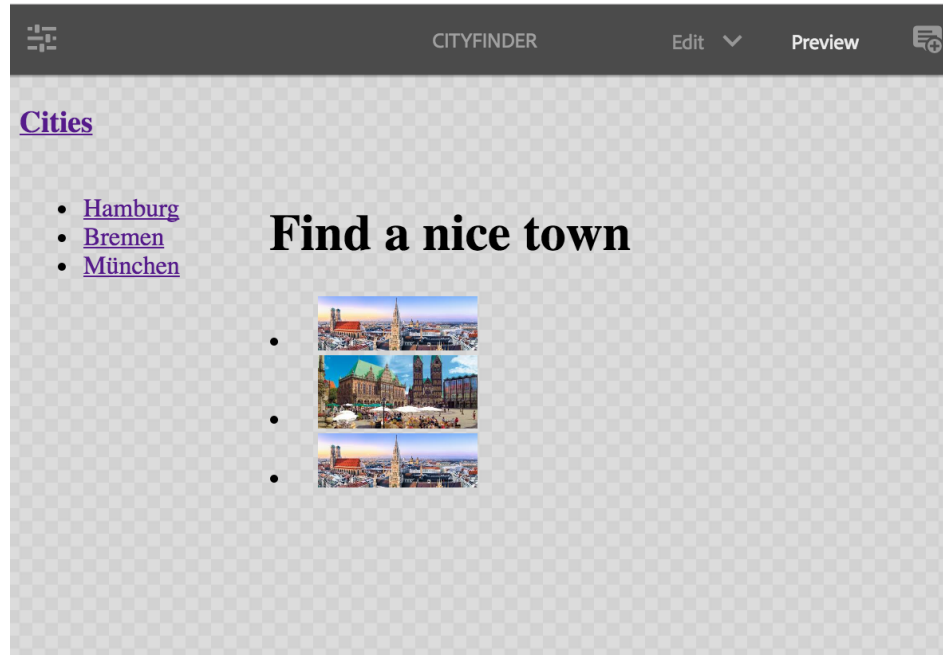 CITYFINDER Edit Preview
Cities
Hamburg
Bremen
München
Find a nice town